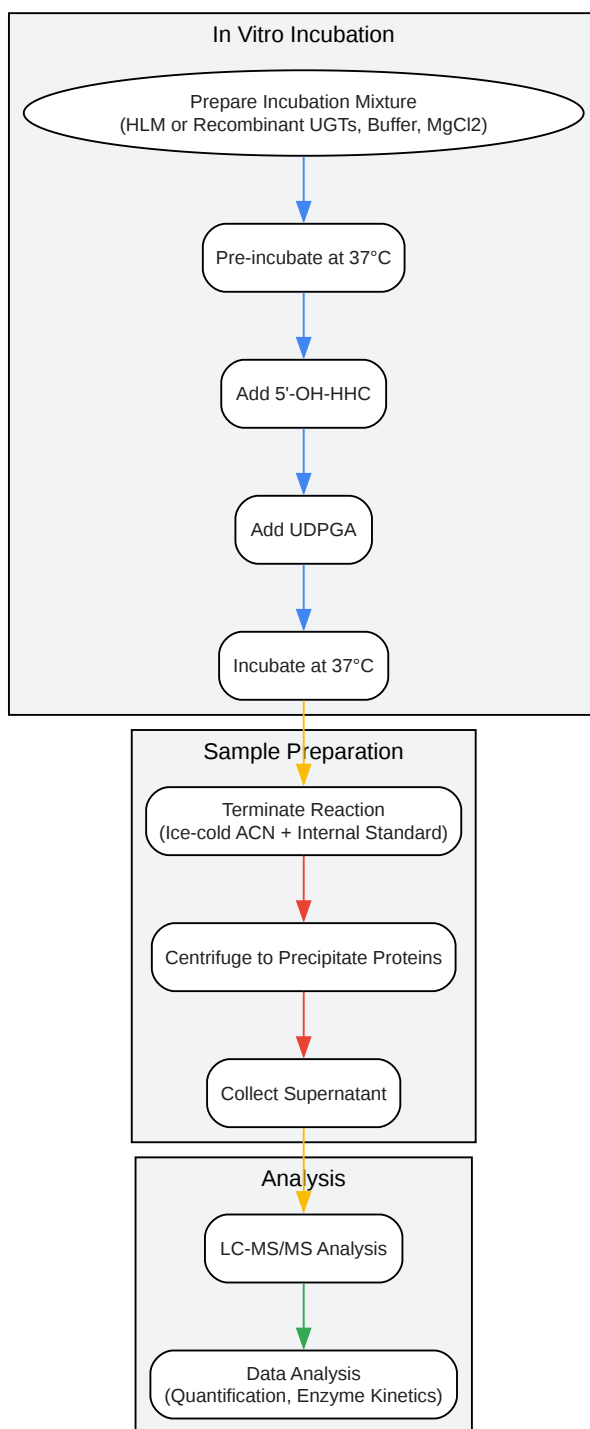 In Vitro Incubation
Prepare Incubation Mixture
(HLM or Recombinant UGTs, Buffer, MgCl2)
Pre-incubate at 37°C
Add 5'-OH-HHC
Add UDPGA
Incubate at 37°C
Sample Preparation
Terminate Reaction
(Ice-cold ACN + Internal Standard)
Centrifuge to Precipitate Proteins
Collect Supernatant
Analysis
LC-MS/MS Analysis
Data Analysis
(Quantification, Enzyme Kinetics)